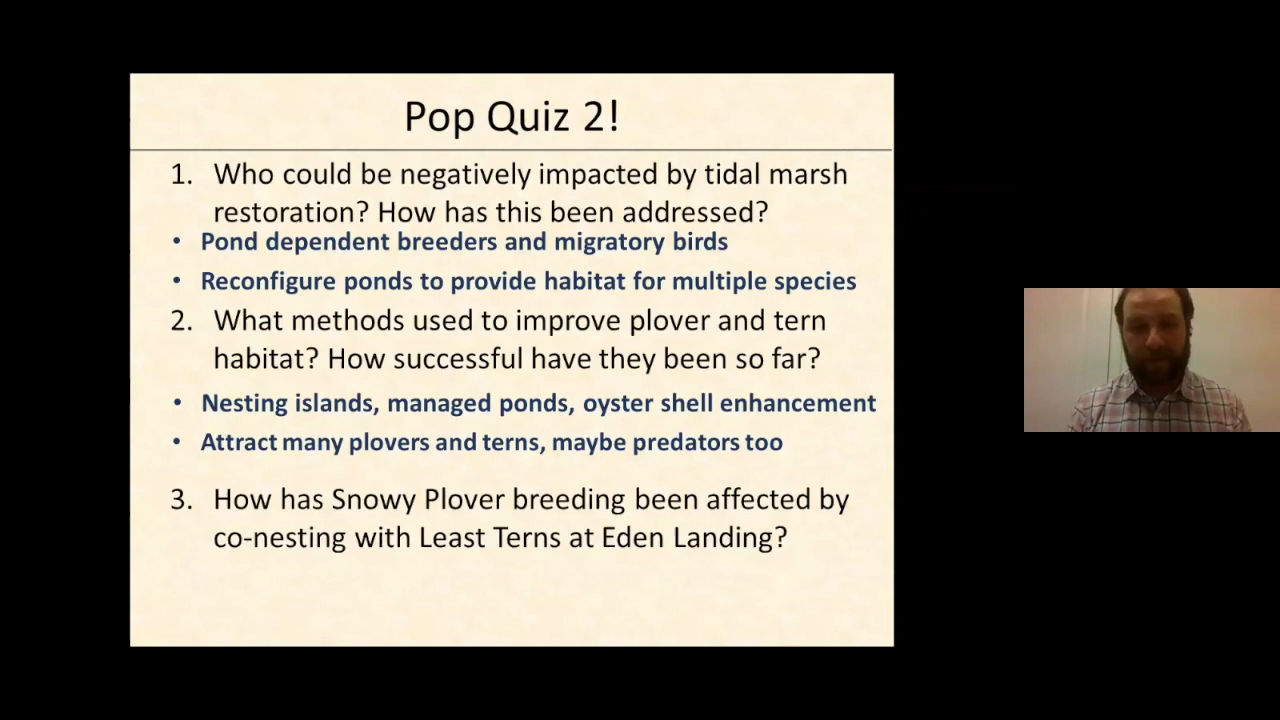 Pop Quiz 2!
1. Who could be negatively impacted by tidal marsh
restoration? How has this been addressed?
• Pond dependent breeders and migratory birds
• Reconfigure ponds to provide habitat for multiple species
2. What methods used to improve plover and tern
habitat? How successful have they been so far?
• Nesting islands, managed ponds, oyster shell enhancement
• Attract many plovers and terns, maybe predators too
3. How has Snowy Plover breeding been affected by
co-nesting with Least Terns at Eden Landing?